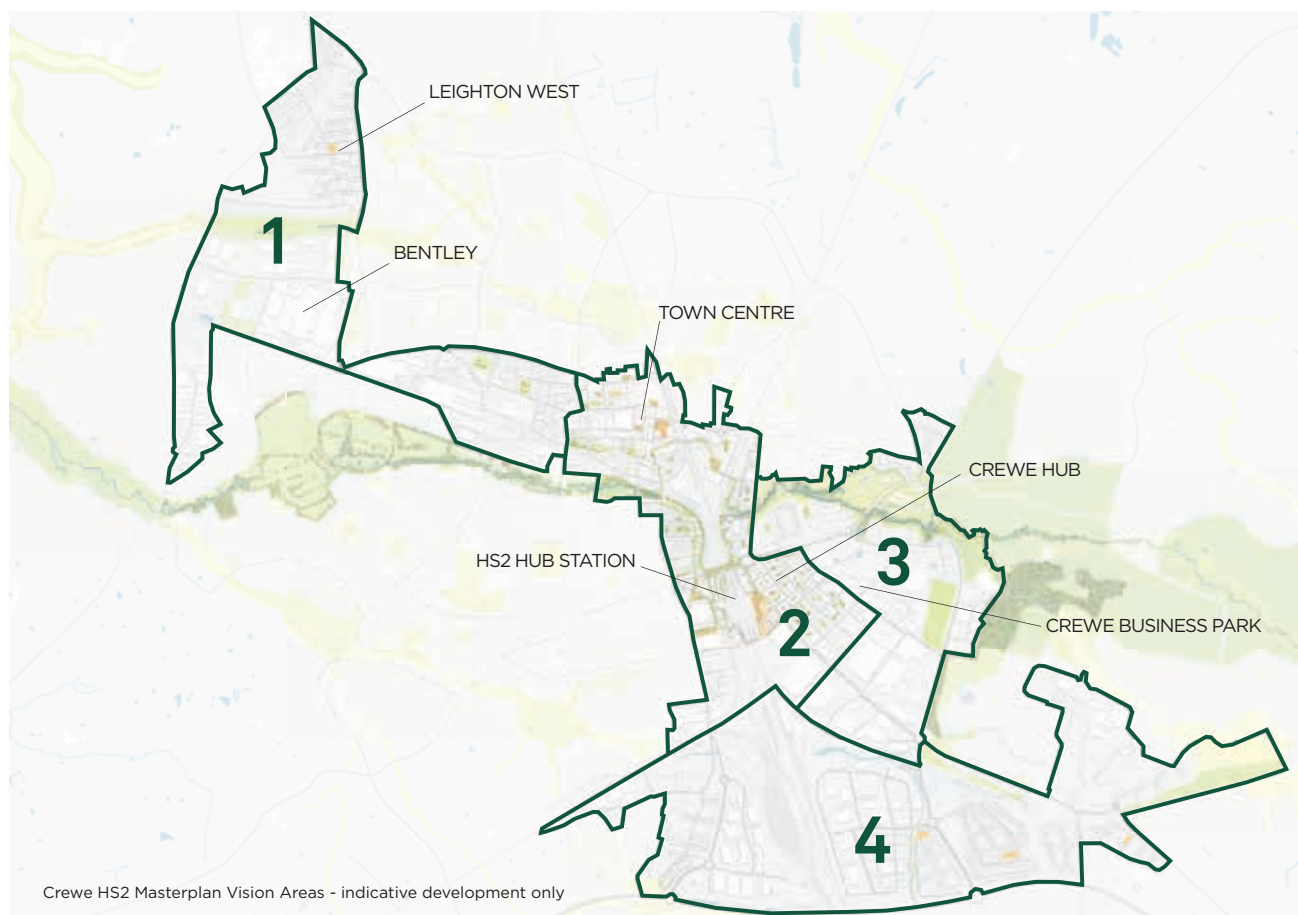 LEIGHTON WEST
1
BENTLEY
TOWN CENTRE
CREWE HUB
HS2 HUB STATION
3
2
CREWE BUSINESS PARK
4
Crewe HS2 Masterplan Vision Areas - indicative development only